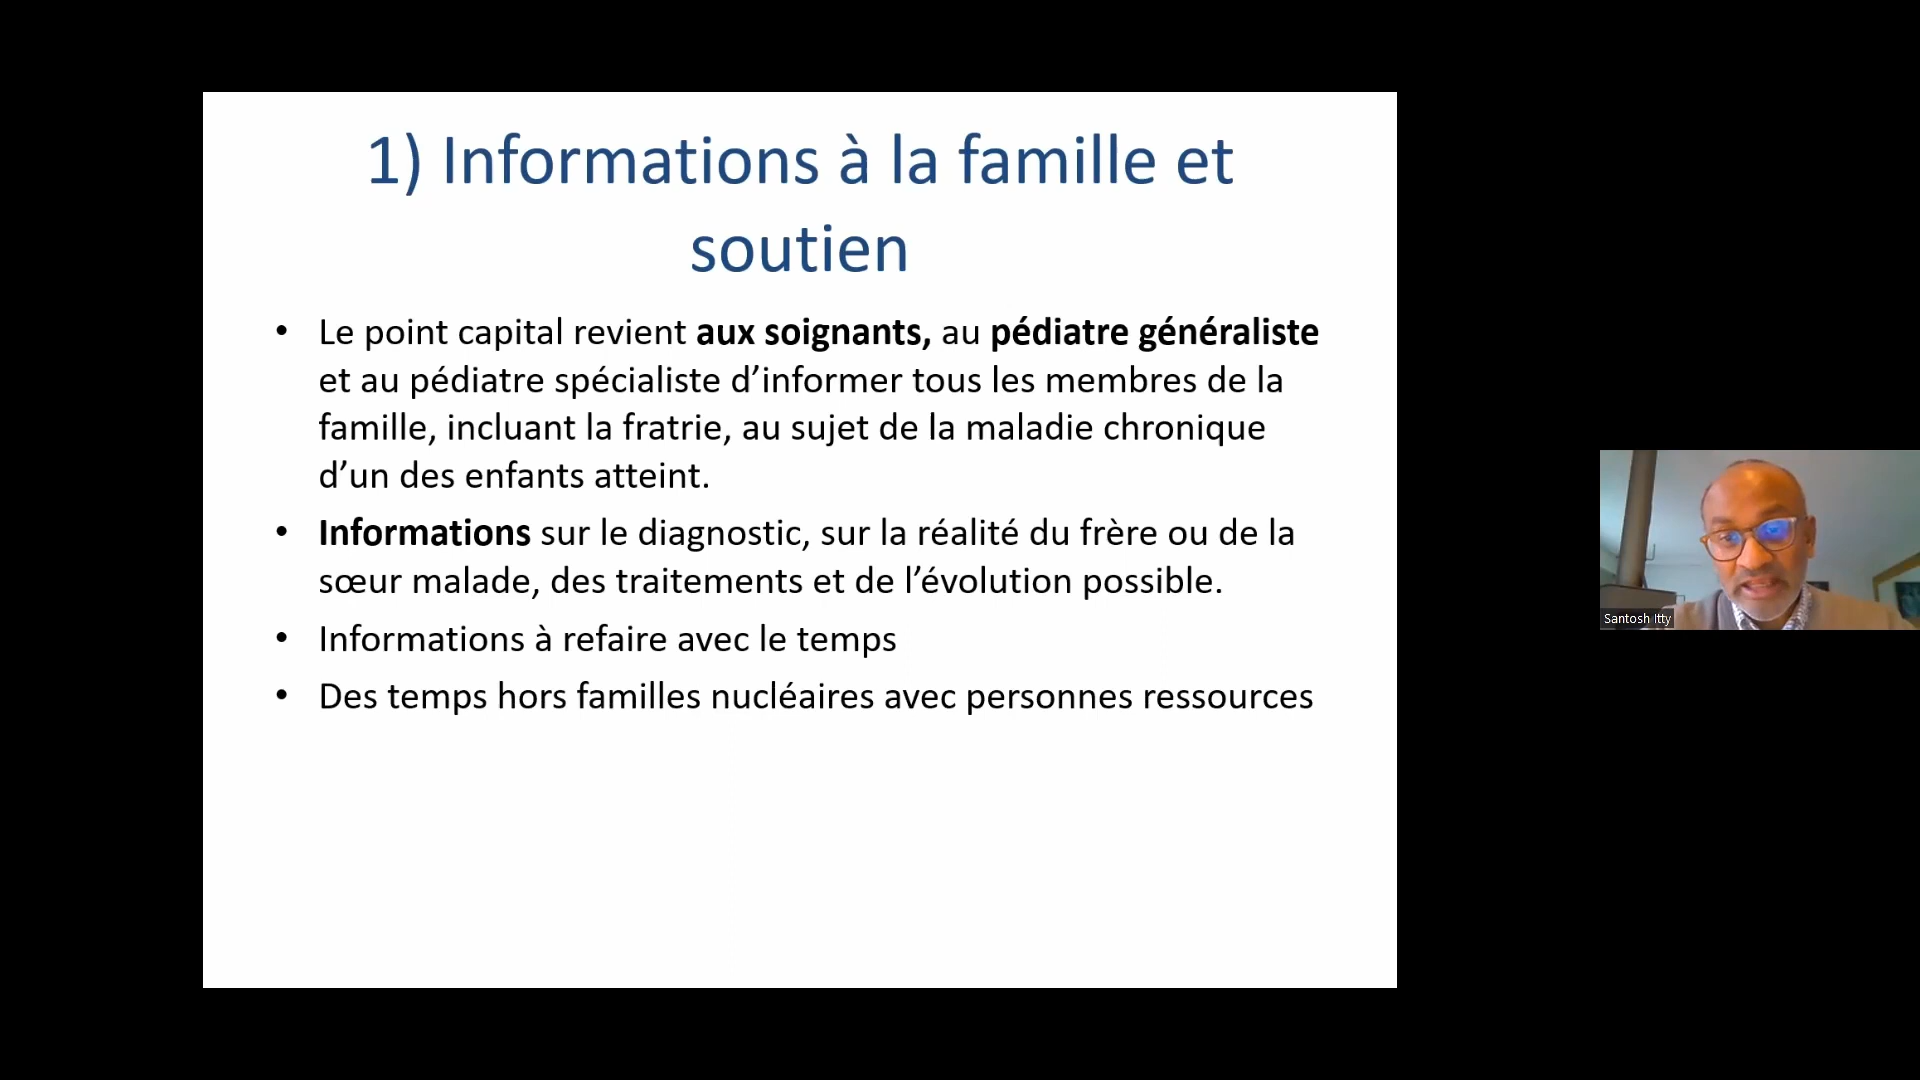 1) Informations à la famille et
soutien
• Le point capital revient aux soignants, au pédiatre généraliste
et au pédiatre spécialiste d’informer tous les membres de la
famille, incluant la fratrie, au sujet de la maladie chronique
d’un des enfants atteint.
• Informations sur le diagnostic, sur la réalité du frère ou de la
sœur malade, des traitements et de l’évolution possible.
• Informations à refaire avec le temps
• Des temps hors familles nucléaires avec personnes ressources
Santosh Itty